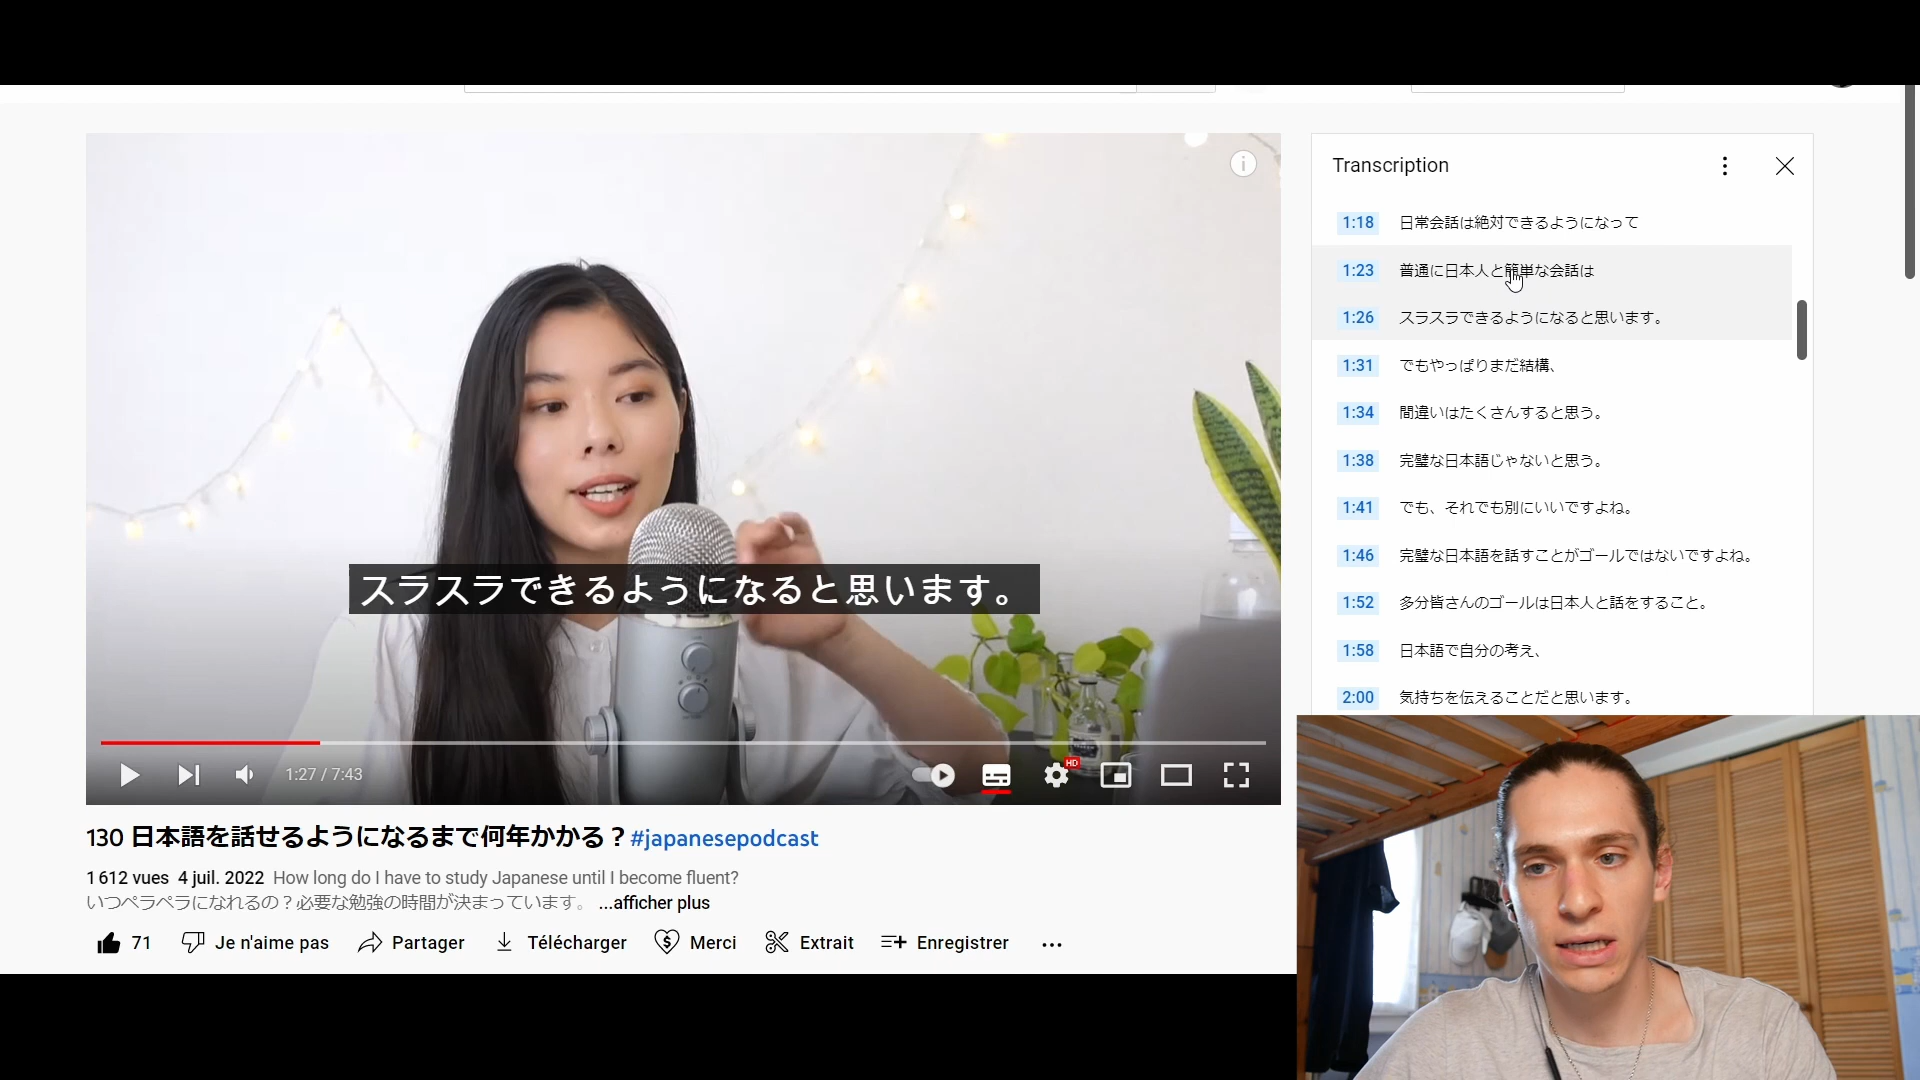 スラスラできるようになると思います。
1:27 / 7:43
HD
130 日本語を話せるようになるまで何年かかる？#japanesepodcast
1 612 vues 4 juil. 2022 How long do I have to study Japanese until I become fluent?
いつペラペラになれるの？必要な勉強の時間が決まっています。 ...afficher plus
71 Je n'aime pas Partager Télécharger Merci Extrait Enregistrer
Transcription
1:18 日常会話は絶対できるようになって
1:23 普通に日本人と簡単な会話は
1:26 スラスラできるようになると思います。
1:31 でもやっぱりまだ結構、
1:34 間違いはたくさんすると思う。
1:38 完璧な日本語じゃないと思う。
1:41 でも、それでも別にいいですよね。
1:46 完璧な日本語を話すことがゴールではないですよね。
1:52 多分皆さんのゴールは日本人と話をすること。
1:58 日本語で自分の考え、
2:00 気持ちを伝えることだと思います。